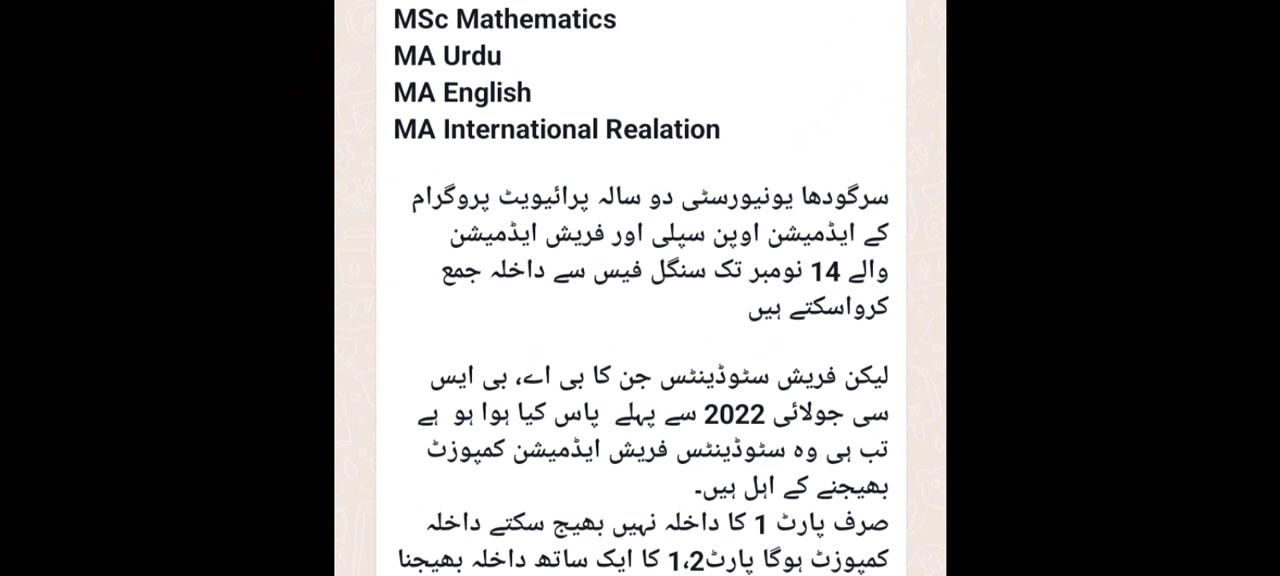 MSc Mathematics
MA Urdu
MA English
MA International Realation
سرگودھا یونیورسٹی دو سالہ پرائیویٹ پروگرام
کے ایڈمیشن اوپن سپلی اور فریش ایڈمیشن
والے 14 نومبر تک سنگل فیس سے داخلہ جمع
کرواسکتے ہیں
لیکن فریش سٹوڈینٹس جن کا بی اے، بی ایس
سی جولائی 2022 سے پہلے پاس کیا ہوا ہو ہے
تب ہی وہ سٹوڈینٹس فریش ایڈمیشن کمپوزٹ
بھیجنے کے اہل ہیں۔
صرف پارٹ 1 کا داخلہ نہیں بھیج سکتے داخلہ
کمپوزٹ ہوگا پارٹ1،2 کا ایک ساتھ داخلہ بھیجنا